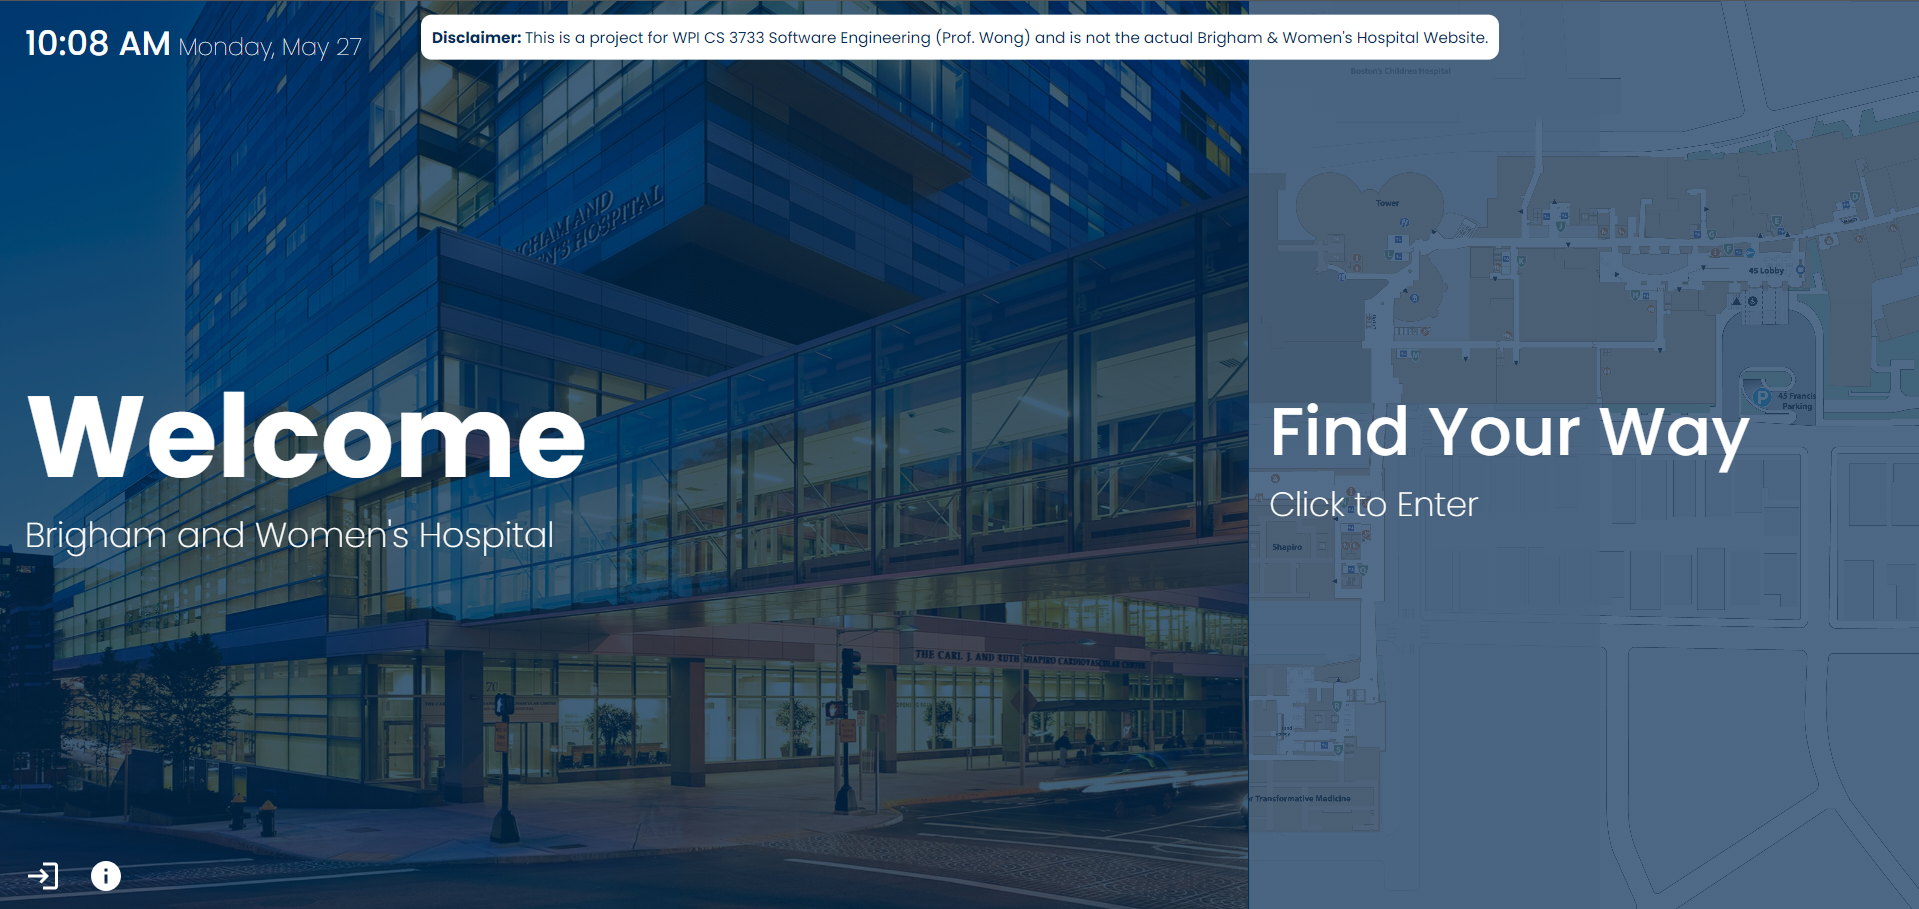 10:08 AM Monday, May 27
Disclaimer: This is a project for WPI CS 3733 Software Engineering (Prof. Wong) and is not the actual Brigham & Women's Hospital Website.
Boston's Children Hospital
GHAM AND
EN'S HOSPITAL
Tower
45 Lobby
45 Francis
Parking
Welcome
Brigham and Women's Hospital
Find Your Way
Click to Enter
Shapiro
THE CARL J. AND RUTH SHAPIRO CARDIOVASCULAR CENTER
r Transformative Medicine